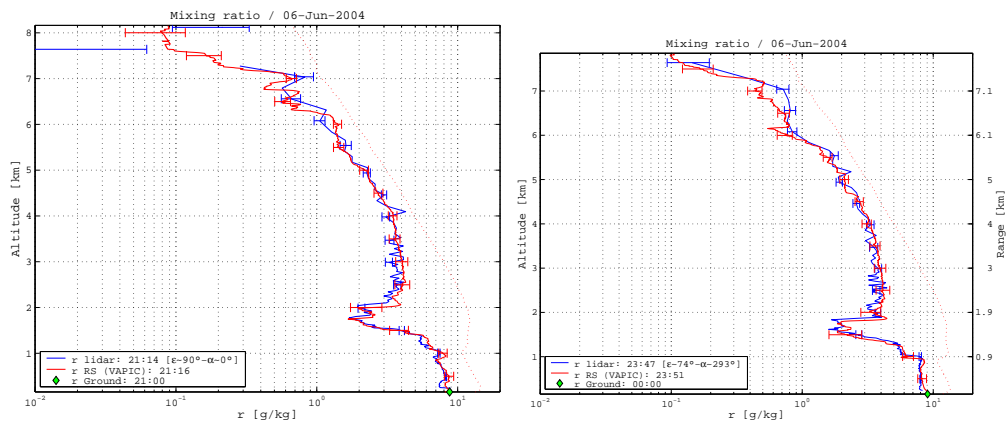 Mixing ratio / 06-Jun-2004
8
7
6
5
4
3
2
1
Altitude [km]
r lidar: 21:14 [ε-90º-α-0º]
r RS (VAPIC): 21:16
r Ground: 21:00
10⁻² 10⁻¹ 10⁰ 10¹
r [g/kg]
Mixing ratio / 06-Jun-2004
7
6
5
4
3
2
1
Altitude [km]
7.1
6.1
5
4
3
1.9
0.9
Range [km]
r lidar: 23:47 [ε-74º-α-293º]
r RS (VAPIC): 23:51
r Ground: 00:00
10⁻² 10⁻¹ 10⁰ 10¹
r [g/kg]